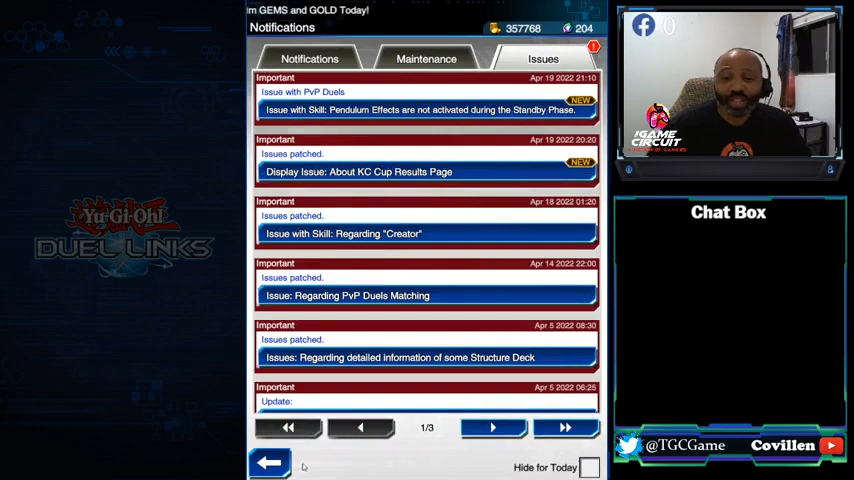 m GEMS and GOLD Today!
Notifications
357768
204
0
Notifications
Maintenance
Issues
Important
Apr 19 2022 21:10
Issue with PvP Duels
NEW
Issue with Skill: Pendulum Effects are not activated during the Standby Phase.
Important
Apr 19 2022 20:20
Issues patched.
NEW
Display Issue: About KC Cup Results Page
Important
Apr 18 2022 01:20
Issues patched.
Issue with Skill: Regarding "Creator"
Important
Apr 14 2022 22:00
Issues patched.
Issue: Regarding PvP Duels Matching
Important
Apr 5 2022 08:30
Issues patched.
Issues: Regarding detailed information of some Structure Deck
Important
Apr 5 2022 06:25
Update:
1/3
Hide for Today
Yu-Gi-Oh!
DUEL LINKS
THE GAME
CIRCUIT
Chat Box
@TGCGame
Covillen